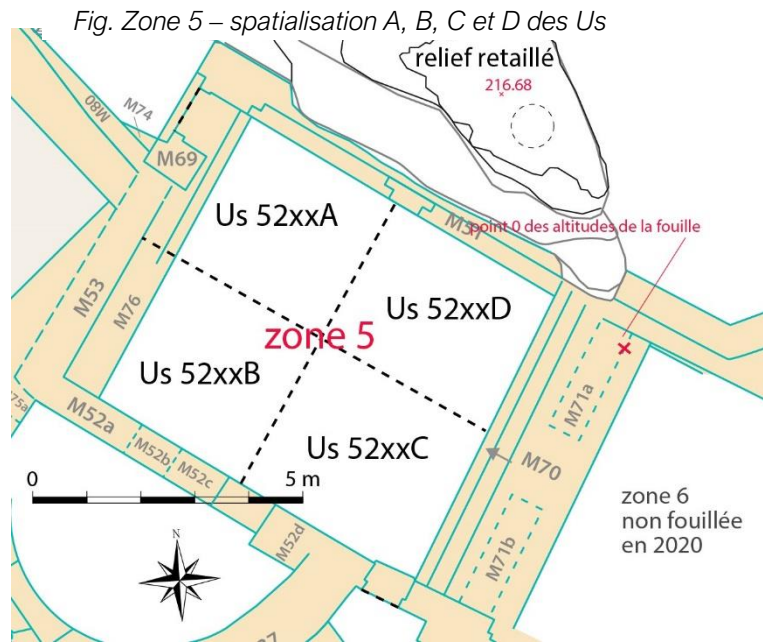 Fig. Zone 5 – spatialisation A, B, C et D des Us
relief retaillé
216.68
M80
M74
M69
M51
point 0 des altitudes de la fouille
Us 52xxA
Us 52xxD
M53
M76
zone 5
Us 52xxB
Us 52xxC
M71a
M70
M75a
M52a
M52b
M52c
M52d
M71b
0
5 m
zone 6
non fouillée
en 2020
N